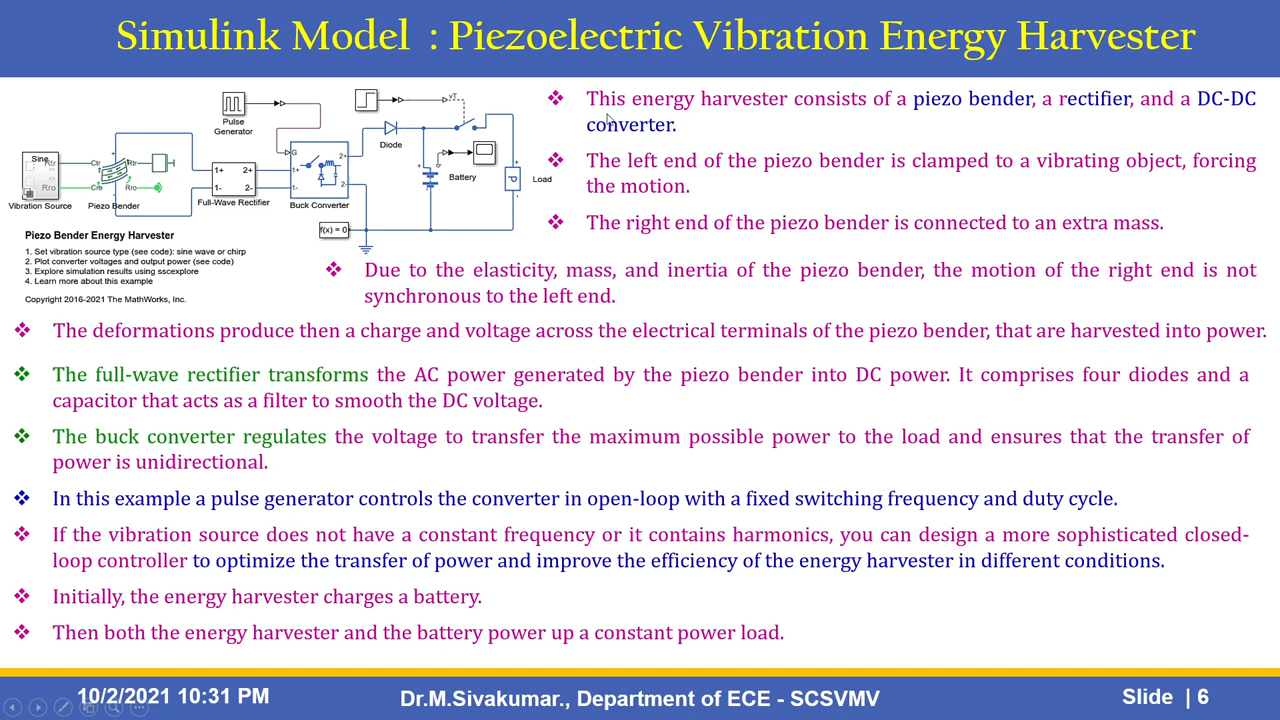 Simulink Model : Piezoelectric Vibration Energy Harvester
Pulse
Generator
vT
Diode
Battery
Load
P
Sine
Rtr
Rro
Vibration Source
Ctr
Cro
+
-
Rtr
Rro
Piezo Bender
1+ 2+
1- 2-
Full-Wave Rectifier
G
1+ 2+
1- 2-
Buck Converter
f(x) = 0
+
-
Piezo Bender Energy Harvester
1. Set vibration source type (see code): sine wave or chirp
2. Plot converter voltages and output power (see code)
3. Explore simulation results using sscexplore
4. Learn more about this example
Copyright 2016-2021 The MathWorks, Inc.
❖ This energy harvester consists of a piezo bender, a rectifier, and a DC-DC
converter.
❖ The left end of the piezo bender is clamped to a vibrating object, forcing
the motion.
❖ The right end of the piezo bender is connected to an extra mass.
❖ Due to the elasticity, mass, and inertia of the piezo bender, the motion of the right end is not
synchronous to the left end.
❖ The deformations produce then a charge and voltage across the electrical terminals of the piezo bender, that are harvested into power.
❖ The full-wave rectifier transforms the AC power generated by the piezo bender into DC power. It comprises four diodes and a
capacitor that acts as a filter to smooth the DC voltage.
❖ The buck converter regulates the voltage to transfer the maximum possible power to the load and ensures that the transfer of
power is unidirectional.
❖ In this example a pulse generator controls the converter in open-loop with a fixed switching frequency and duty cycle.
❖ If the vibration source does not have a constant frequency or it contains harmonics, you can design a more sophisticated closed-
loop controller to optimize the transfer of power and improve the efficiency of the energy harvester in different conditions.
❖ Initially, the energy harvester charges a battery.
❖ Then both the energy harvester and the battery power up a constant power load.
10/2/2021 10:31 PM
Dr.M.Sivakumar., Department of ECE - SCSVMV
Slide | 6